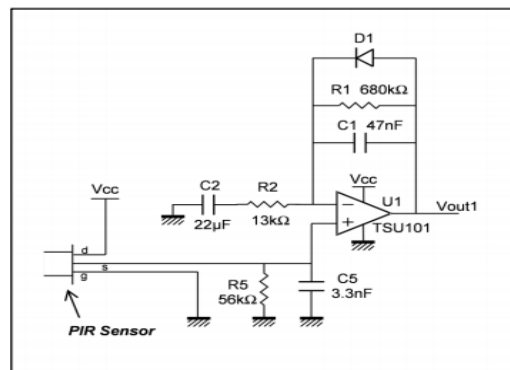 D1
R1 680kΩ
C1 47nF
Vcc
C2
R2
Vcc
U1
22µF
13kΩ
TSU101
Vout1
d
s
g
R5
56kΩ
C5
3.3nF
PIR Sensor